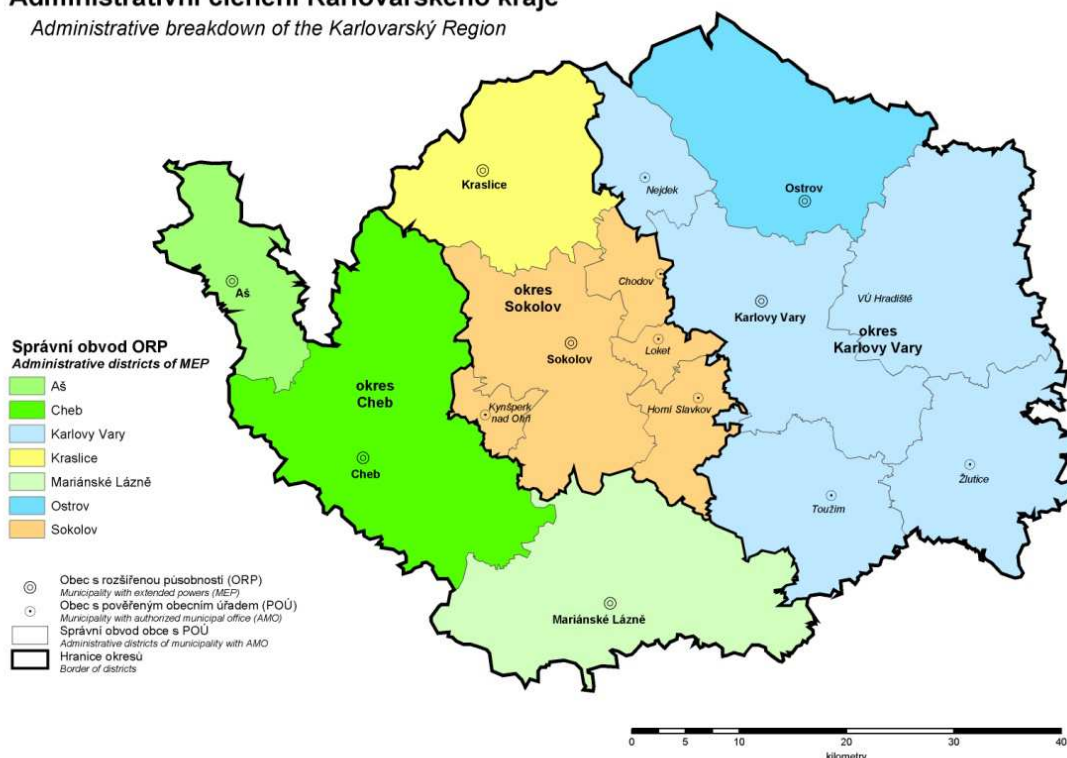 Administrativní členění Karlovarského kraje
Administrative breakdown of the Karlovarský Region
Kraslice
Nejdek
Ostrov
Aš
okres
Sokolov
Chodov
Karlovy Vary
VÚ Hradiště
okres
Karlovy Vary
Sokolov
Loket
okres
Cheb
Kynšperk
nad Ohří
Horní Slavkov
Cheb
Toužim
Žlutice
Mariánské Lázně
Správní obvod ORP
Administrative districts of MEP
Aš
Cheb
Karlovy Vary
Kraslice
Mariánské Lázně
Ostrov
Sokolov
Obec s rozšířenou působností (ORP)
Municipality with extended powers (MEP)
Obec s pověřeným obecním úřadem (POÚ)
Municipality with authorized municipal office (AMO)
Správní obvod obce s POÚ
Administrative districts of municipality with AMO
Hranice okresů
Border of districts
0 5 10 20 30 40
kilometry